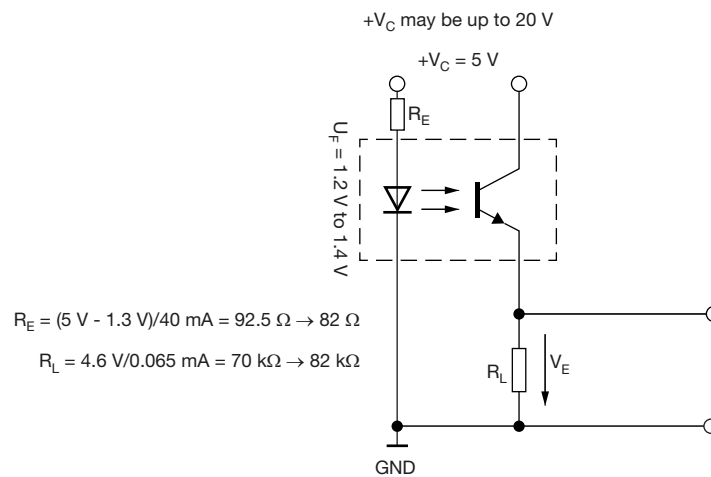 +V_C may be up to 20 V
+V_C = 5 V
R_E
U_F = 1.2 V to 1.4 V
R_E = (5 V - 1.3 V)/40 mA = 92.5 Ω → 82 Ω
R_L = 4.6 V/0.065 mA = 70 kΩ → 82 kΩ
R_L
V_E
GND